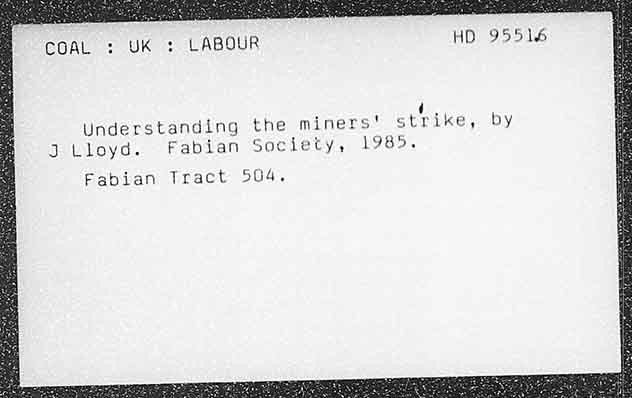 COAL : UK : LABOUR HD 95516
Understanding the miners' strike, by
J Lloyd. Fabian Society, 1985.
Fabian Tract 504.